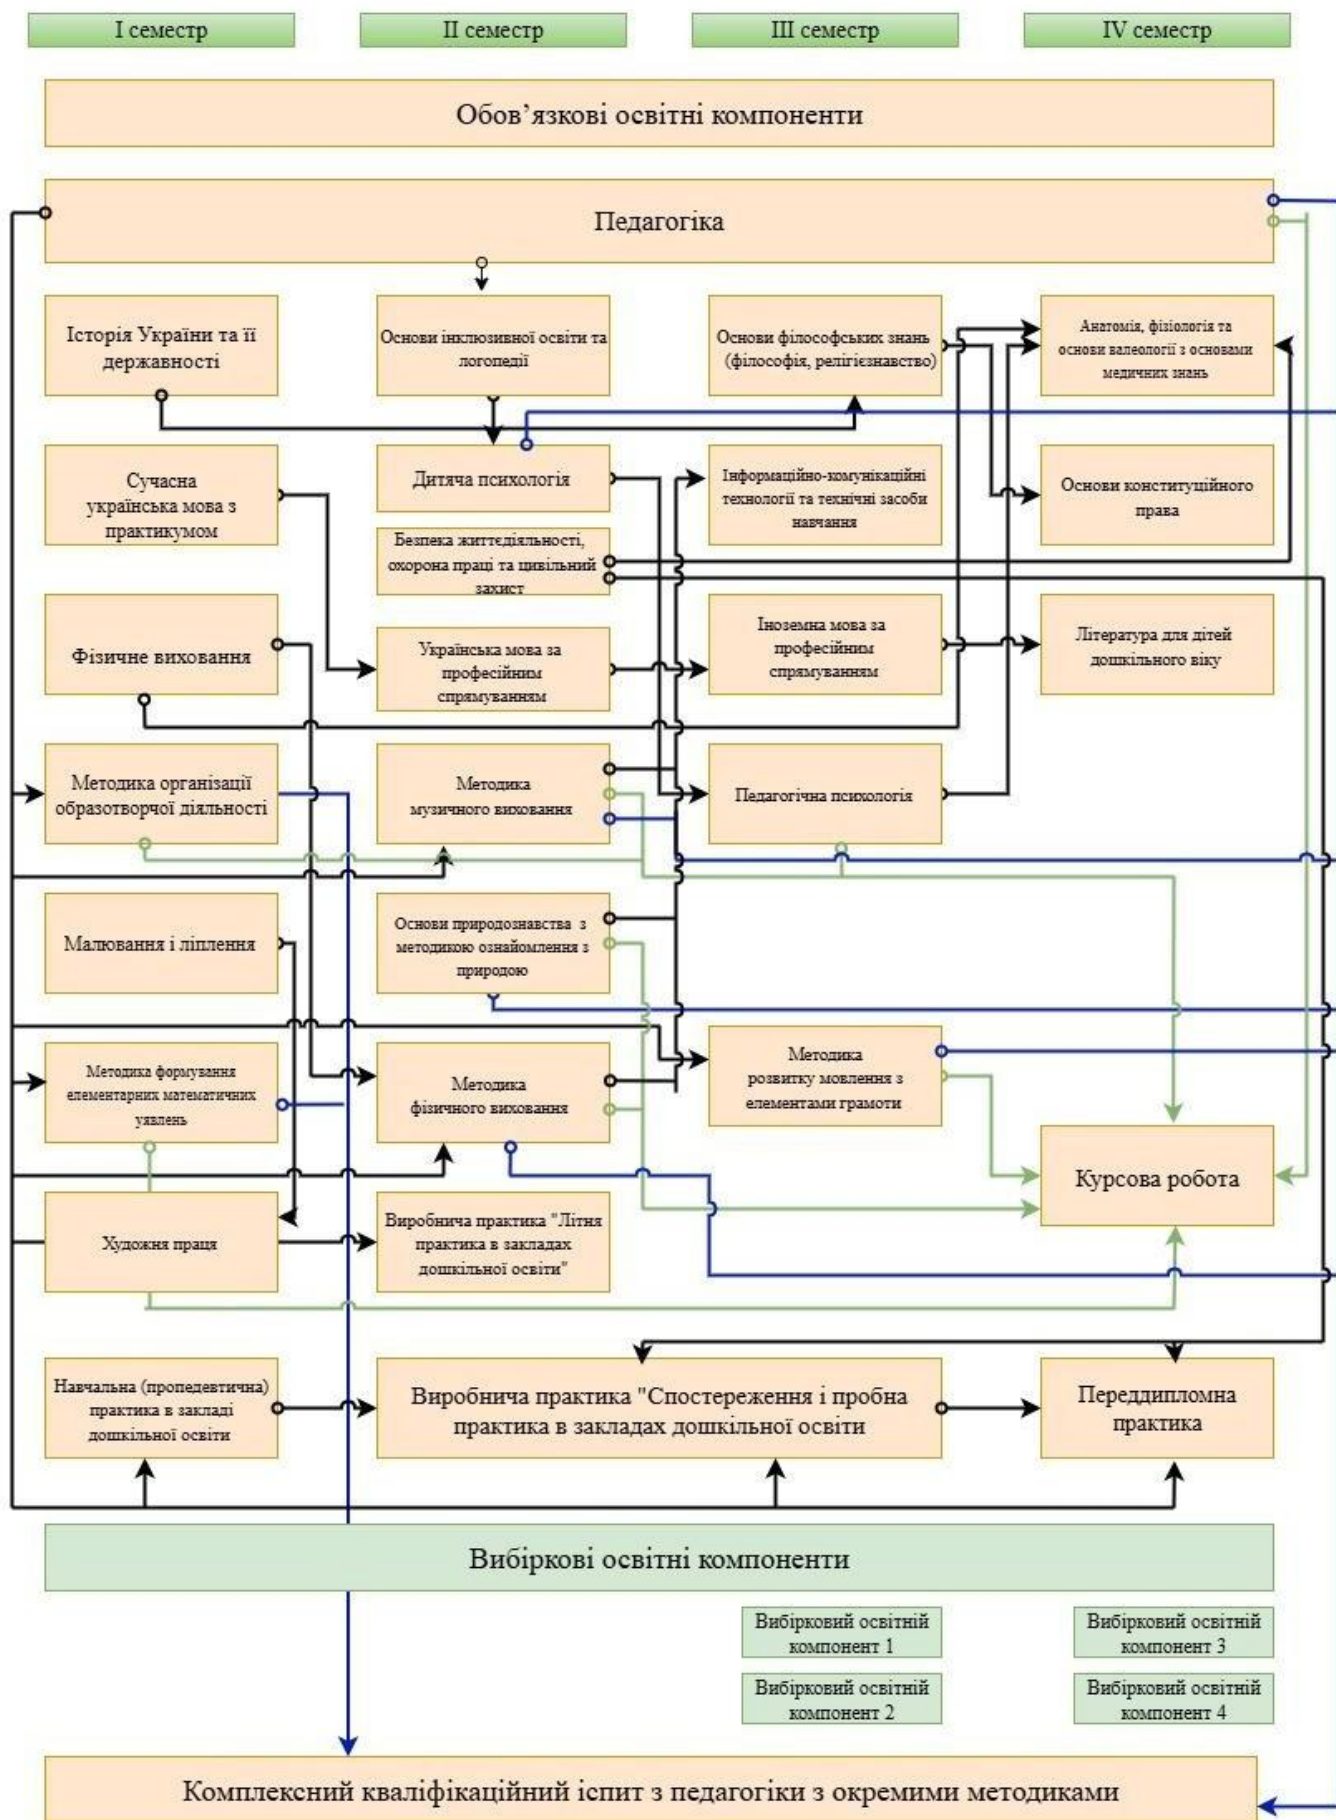 I семестр
II семестр
III семестр
IV семестр
Обов’язкові освітні компоненти
Педагогіка
Історія України та її
державності
Основи інклюзивної освіти та
логопедії
Основи філософських знань
(філософія, релігієзнавство)
Анатомія, фізіологія та
основи валеології з основами
медичних знань
Сучасна
українська мова з
практикумом
Дитяча психологія
Інформаційно-комунікаційні
технології та технічні засоби
навчання
Основи конституційного
права
Безпека життєдіяльності,
охорона праці та цивільний
захист
Фізичне виховання
Українська мова за
професійним
спрямуванням
Іноземна мова за
професійним
спрямуванням
Література для дітей
дошкільного віку
Методика організації
образотворчої діяльності
Методика
музичного виховання
Педагогічна психологія
Малювання і ліплення
Основи природознавства з
методикою ознайомлення з
природою
Методика формування
елементарних математичних
уявлень
Методика
фізичного виховання
Методика
розвитку мовлення з
елементами грамоти
Курсова робота
Художня праця
Виробнича практика "Літня
практика в закладах
дошкільної освіти"
Навчальна (пропедевтична)
практика в закладі
дошкільної освіти
Виробнича практика "Спостереження і пробна
практика в закладах дошкільної освіти
Переддипломна
практика
Вибіркові освітні компоненти
Вибірковий освітній
компонент 1
Вибірковий освітній
компонент 3
Вибірковий освітній
компонент 2
Вибірковий освітній
компонент 4
Комплексний кваліфікаційний іспит з педагогіки з окремими методиками